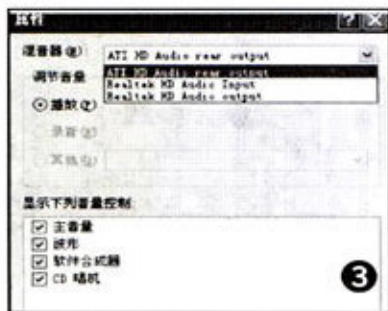 属性
混音器(M)
ATI HD Audio rear output
ATI HD Audio rear output
Realtek HD Audio Input
Realtek HD Audio output
调节音量
播放(P)
录音(R)
其他(O)
显示下列音量控制:
主音量
波形
软件合成器
CD 唱机
3